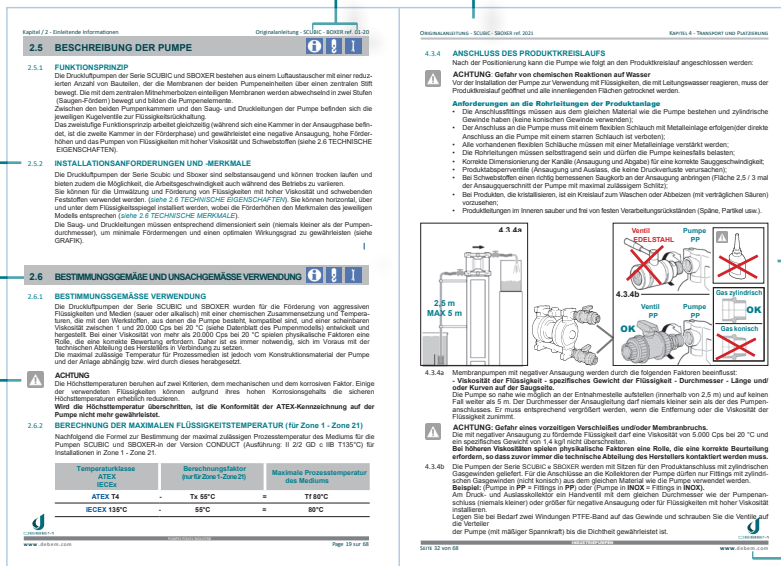 Kapitel / 2 - Einleitende Informationen
Originalanleitung - SCUBIC - SBOXER ref. 01-20
2.5 BESCHREIBUNG DER PUMPE
2.5.1 FUNKTIONSPRINZIP
Die Druckluftpumpen der Serie SCUBIC und SBOXER bestehen aus einem Luftaustauscher mit einer reduz-
ierten Anzahl von Bauteilen, der die Membranen der beiden Pumpeneinheiten über einen zentralen Stift
bewegt. Die mit dem zentralen Mitnehmerbolzen einteiligen Membranen werden abwechselnd in zwei Stufen
(Saugen-Fördern) bewegt und bilden die Pumpenelemente.
Zwischen den beiden Pumpenkammern und den Saug- und Druckleitungen der Pumpe befinden sich die
jeweiligen Kugelventile zur Flüssigkeitsrückhaltung.
Das zweistufige Funktionsprinzip arbeitet gleichzeitig (während sich eine Kammer in der Ansaugphase befin-
det, ist die zweite Kammer in der Förderphase) und gewährleistet eine negative Ansaugung, hohe Förder-
höhen und das Pumpen von Flüssigkeiten mit hoher Viskosität und Schwebstoffen (siehe 2.6 TECHNISCHE
EIGENSCHAFTEN).
2.5.2 INSTALLATIONSANFORDERUNGEN UND -MERKMALE
Die Druckluftpumpen der Serie Scubic und Sboxer sind selbstansaugend und können trocken laufen und
bieten zudem die Möglichkeit, die Arbeitsgeschwindigkeit auch während des Betriebs zu variieren.
Sie können für die Umwälzung und Förderung von Flüssigkeiten mit hoher Viskosität und schwebenden
Feststoffen verwendet werden. (siehe 2.6 TECHNISCHE EIGENSCHAFTEN). Sie können horizontal, über
und unter dem Flüssigkeitsspiegel installiert werden, wobei die Förderhöhen den Merkmalen des jeweiligen
Modells entsprechen (siehe 2.6 TECHNISCHE MERKMALE).
Die Saug- und Druckleitungen müssen entsprechend dimensioniert sein (niemals kleiner als die Pumpen-
durchmesser), um minimale Fördermengen und einen optimalen Wirkungsgrad zu gewährleisten (siehe
GRAFIK).
2.6 BESTIMMUNGSGEMÄẞE UND UNSACHGEMÄSSE VERWENDUNG
2.6.1 BESTIMMUNGSGEMÄSSE VERWENDUNG
Die Druckluftpumpen der Serie SCUBIC und SBOXER wurden für die Förderung von aggressiven
Flüssigkeiten und Medien (sauer oder alkalisch) mit einer chemischen Zusammensetzung und Tempera-
turen, die mit den Werkstoffen, aus denen die Pumpe besteht, kompatibel sind, und einer scheinbaren
Viskosität zwischen 1 und 20.000 Cps bei 20 °C (siehe Datenblatt des Pumpenmodells) entwickelt und
hergestellt. Bei einer Viskosität von mehr als 20.000 Cps bei 20 °C spielen physikalische Faktoren eine
Rolle, die eine korrekte Bewertung erfordern. Daher ist es immer notwendig, sich im Voraus mit der
technischen Abteilung des Herstellers in Verbindung zu setzen.
Die maximal zulässige Temperatur für Prozessmedien ist jedoch vom Konstruktionsmaterial der Pumpe
und der Anlage abhängig bzw. wird durch dieses herabgesetzt.
ACHTUNG
Die Höchsttemperaturen beruhen auf zwei Kriterien, dem mechanischen und dem korrosiven Faktor. Einige
der verwendeten Flüssigkeiten können aufgrund ihres hohen Korrosionsgehalts die sicheren
Höchsttemperaturen erheblich reduzieren.
Wird die Höchsttemperatur überschritten, ist die Konformität der ATEX-Kennzeichnung auf der
Pumpe nicht mehr gewährleistet.
2.6.2 BERECHNUNG DER MAXIMALEN FLÜSSIGKEITSTEMPERATUR (für Zone 1 - Zone 21)
Nachfolgend die Formel zur Bestimmung der maximal zulässigen Prozesstemperatur des Mediums für die
Pumpen SCUBIC und SBOXER-in der Version CONDUCT (Ausführung: II 2/2 GD c IIB T135°C) für
Installationen in Zone 1 - Zone 21.
Temperaturklasse ATEX IECEx
Berechnungsfaktor (nur für Zone 1 - Zone 21)
Maximale Prozesstemperatur des Mediums
ATEX T4 - Tx 55°C = Tf 80°C
IECEX 135°C - 55°C = 80°C
www.debem.com
Page 19 sur 68
ORIGINALANLEITUNG - SCUBIC - SBOXER ref. 2021
KAPITEL 4 - TRANSPORT UND PLATZIERUNG
4.3.4 ANSCHLUSS DES PRODUKTKREISLAUFS
Nach der Positionierung kann die Pumpe wie folgt an den Produktkreislauf angeschlossen werden:
ACHTUNG: Gefahr von chemischen Reaktionen auf Wasser
Vor der Installation der Pumpe zur Verwendung mit Flüssigkeiten, die mit Leitungswasser reagieren, muss der
Produktkreislauf geöffnet und alle innenliegenden Flächen getrocknet werden.
Anforderungen an die Rohrleitungen der Produktanlage
• Die Anschlussfittings müssen aus dem gleichen Material wie die Pumpe bestehen und zylindrische
Gewinde haben (keine konischen Gewinde verwenden);
• Der Anschluss an die Pumpe muss mit einem flexiblen Schlauch mit Metalleinlage erfolgen(der direkte
Anschluss an die Pumpe mit einem starren Schlauch ist verboten);
• Alle vorhandenen flexiblen Schläuche müssen mit einer Metalleinlage verstärkt werden;
• Die Rohrleitungen müssen selbsttragend sein und dürfen die Pumpe keinesfalls belasten;
• Korrekte Dimensionierung der Kanäle (Ansaugung und Abgabe) für eine korrekte Sauggeschwindigkeit;
• Produktabsperrventile (Ansaugung und Auslass, die keine Druckverluste verursachen);
• Bei Schwebstoffen einen richtig bemessenen Saugkorb an der Ansaugung anbringen (Fläche 2,5 / 3 mal
der Ansaugquerschnitt der Pumpe mit maximal zulässigem Schlitz);
• Bei Produkten, die kristallisieren, ist ein Kreislauf zum Waschen oder Abbeizen (mit verträglichen Säuren)
vorzusehen;
• Produktleitungen im Inneren sauber und frei von festen Verarbeitungsrückständen (Späne, Partikel usw.).
4.3.4a
2,5 m
MAX 5 m
Ventil EDELSTAHL
Pumpe PP
4.3.4b
Ventil PP
Pumpe PP
OK
Gas zylindrisch
OK
Gas konisch
4.3.4a Membranpumpen mit negativer Ansaugung werden durch die folgenden Faktoren beeinflusst:
- Viskosität der Flüssigkeit - spezifisches Gewicht der Flüssigkeit - Durchmesser - Länge und/
oder Kurven auf der Saugseite.
Die Pumpe so nahe wie möglich an der Entnahmestelle aufstellen (innerhalb von 2,5 m) und auf keinen
Fall weiter als 5 m. Der Durchmesser der Ansaugleitung darf niemals kleiner sein als der des Pumpen-
anschlusses. Er muss entsprechend vergrößert werden, wenn die Entfernung oder die Viskosität der
Flüssigkeit zunimmt.
ACHTUNG: Gefahr eines vorzeitigen Verschleißes und/oder Membranbruchs.
Die mit negativer Ansaugung zu fördernde Flüssigkeit darf eine Viskosität von 5.000 Cps bei 20 °C und
ein spezifisches Gewicht von 1,4 kg/l nicht überschreiten.
Bei höheren Viskositäten spielen physikalische Faktoren eine Rolle, die eine korrekte Beurteilung
erfordern, so dass zuvor immer die technische Abteilung des Herstellers kontaktiert werden muss.
4.3.4b Die Pumpen der Serie SCUBIC e SBOXER werden mit Sitzen für den Produktanschluss mit zylindrischen
Gasgewinden geliefert. Für die Anschlüsse an die Kollektoren der Pumpe dürfen nur Fittings mit zylindri-
schen Gasgewinden (nicht konisch) aus dem gleichen Material wie die Pumpe verwendet werden.
Beispiel: (Pumpe in PP = Fittings in PP) oder (Pumpe in INOX = Fittings in INOX).
Am Druck- und Auslasskollektor ein Handventil mit dem gleichen Durchmesser wie der Pumpenan-
schluss (niemals kleiner) oder größer für negative Ansaugung oder für Flüssigkeiten mit hoher Viskosität
installieren.
Legen Sie bei Bedarf zwei Windungen PTFE-Band auf das Gewinde und schrauben Sie die Ventile auf
die Verteiler
der Pumpe (mit mäßiger Spannkraft) bis die Dichtheit gewährleistet ist.
Seite 32 von 68
INDUSTRIEPUMPEN
www.debem.com